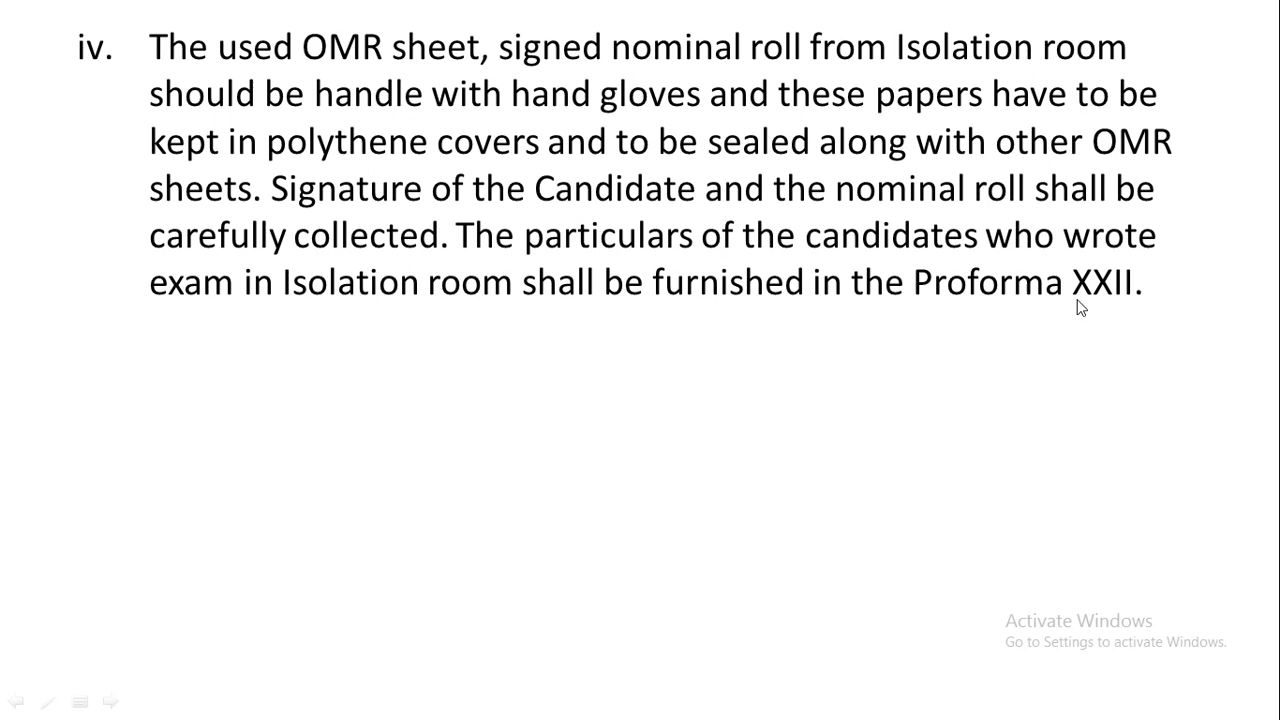 iv. The used OMR sheet, signed nominal roll from Isolation room
should be handle with hand gloves and these papers have to be
kept in polythene covers and to be sealed along with other OMR
sheets. Signature of the Candidate and the nominal roll shall be
carefully collected. The particulars of the candidates who wrote
exam in Isolation room shall be furnished in the Proforma XXII.
Activate Windows
Go to Settings to activate Windows.